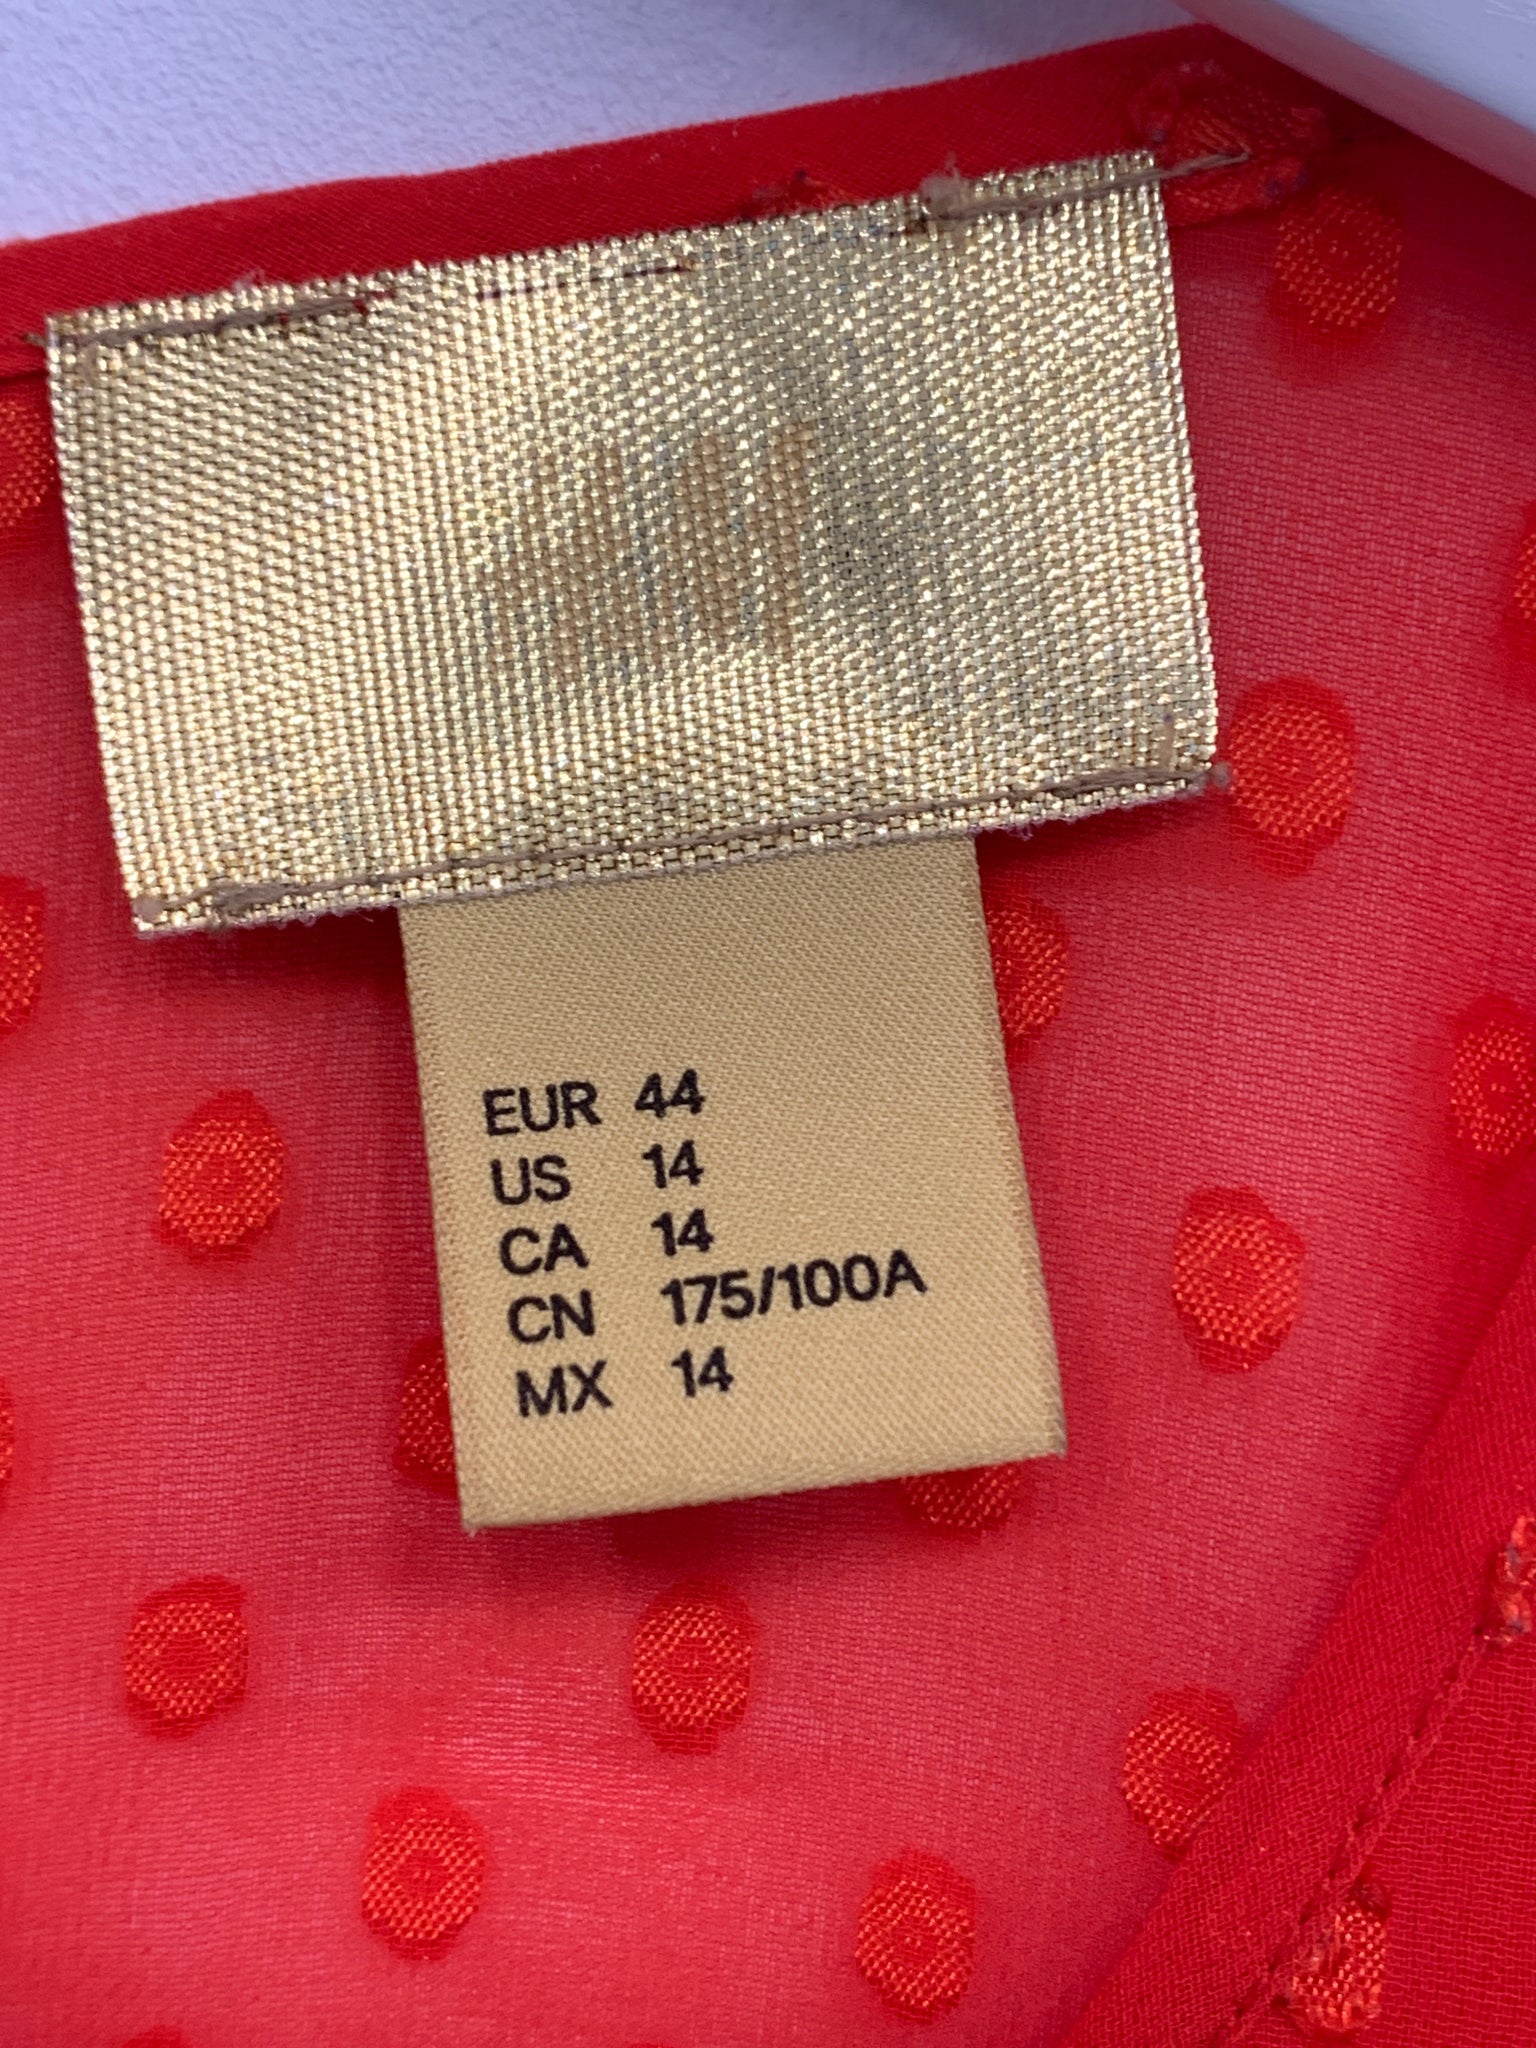 H&M
EUR 44
US 14
CA 14
CN 175/100A
MX 14